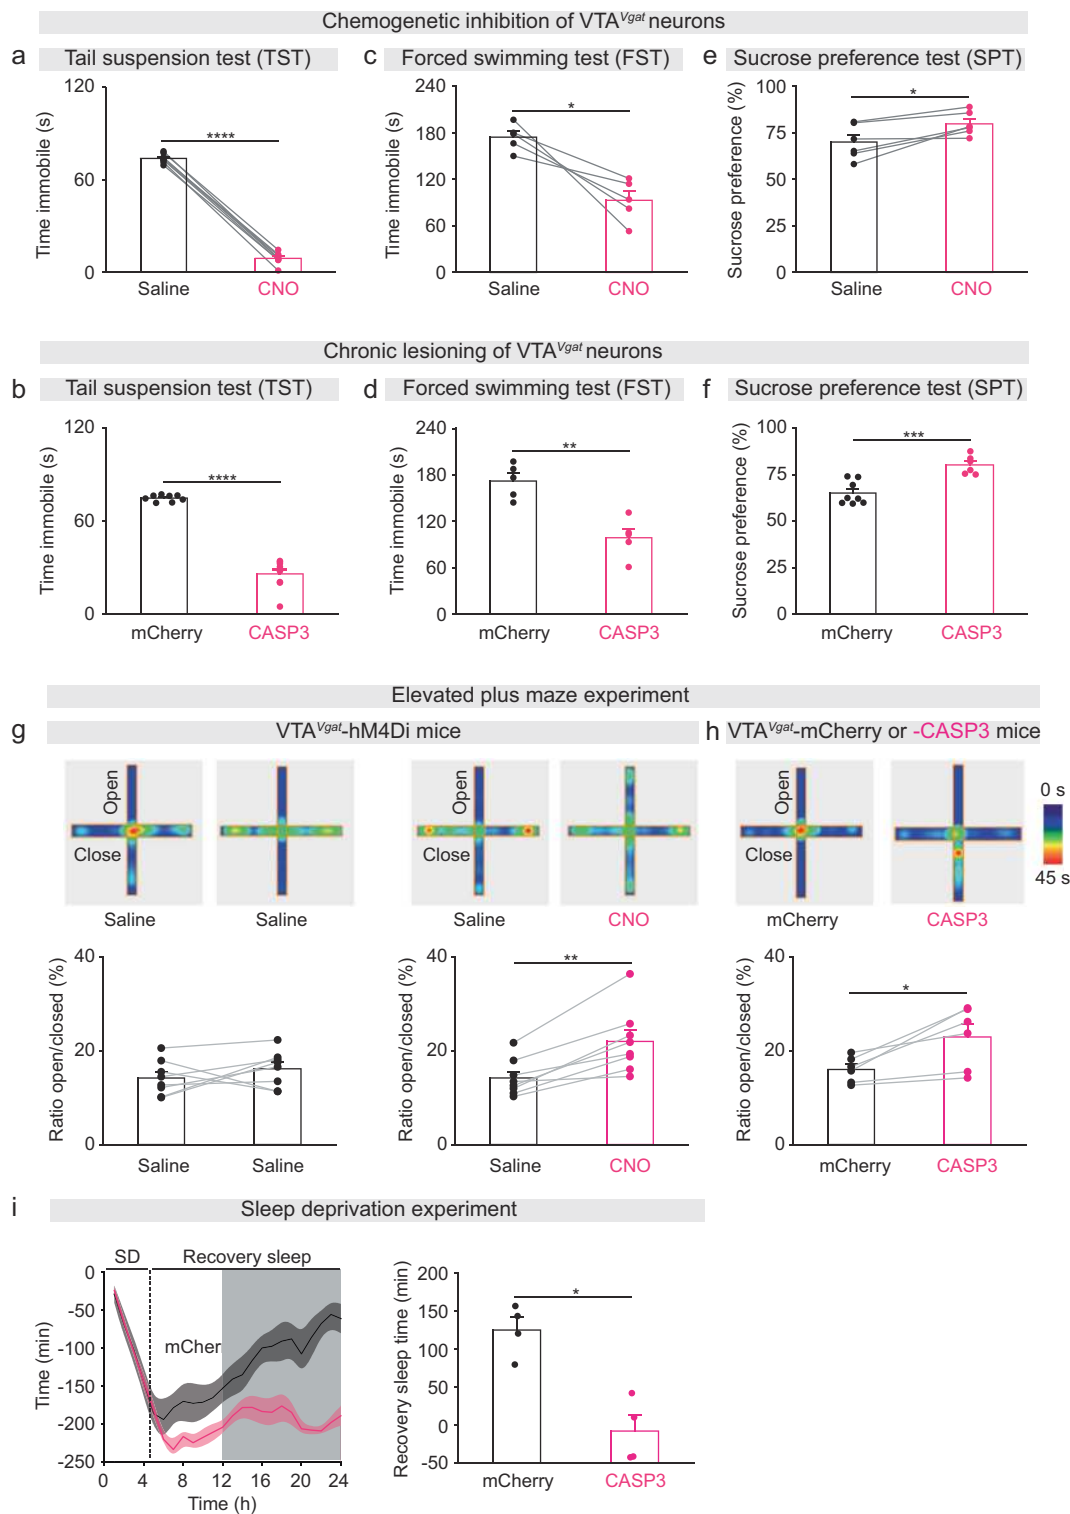 Chemogenetic inhibition of VTAVgat neurons
a Tail suspension test (TST)
c Forced swimming test (FST)
e Sucrose preference test (SPT)
Time immobile (s)
120
60
0
****
Saline CNO
Time immobile (s)
240
180
120
60
0
*
Saline CNO
Sucrose preference (%)
100
75
50
25
0
*
Saline CNO
Chronic lesioning of VTAVgat neurons
b Tail suspension test (TST)
d Forced swimming test (FST)
f Sucrose preference test (SPT)
Time immobile (s)
120
60
0
****
mCherry CASP3
Time immobile (s)
240
180
120
60
0
**
mCherry CASP3
Sucrose preference (%)
100
75
50
25
0
***
mCherry CASP3
Elevated plus maze experiment
g VTAVgat-hM4Di mice
h VTAVgat-mCherry or -CASP3 mice
Open
Close
Saline Saline
Open
Close
Saline CNO
Open
Close
mCherry CASP3
0 s
45 s
Ratio open/closed (%)
40
20
0
Saline Saline
Ratio open/closed (%)
40
20
0
**
Saline CNO
Ratio open/closed (%)
40
20
0
*
mCherry CASP3
i Sleep deprivation experiment
SD Recovery sleep
Time (min)
0
-50
-100
-150
-200
-250
mCher
0 4 8 12 16 20 24
Time (h)
Recovery sleep time (min)
200
150
100
50
0
-50
*
mCherry CASP3